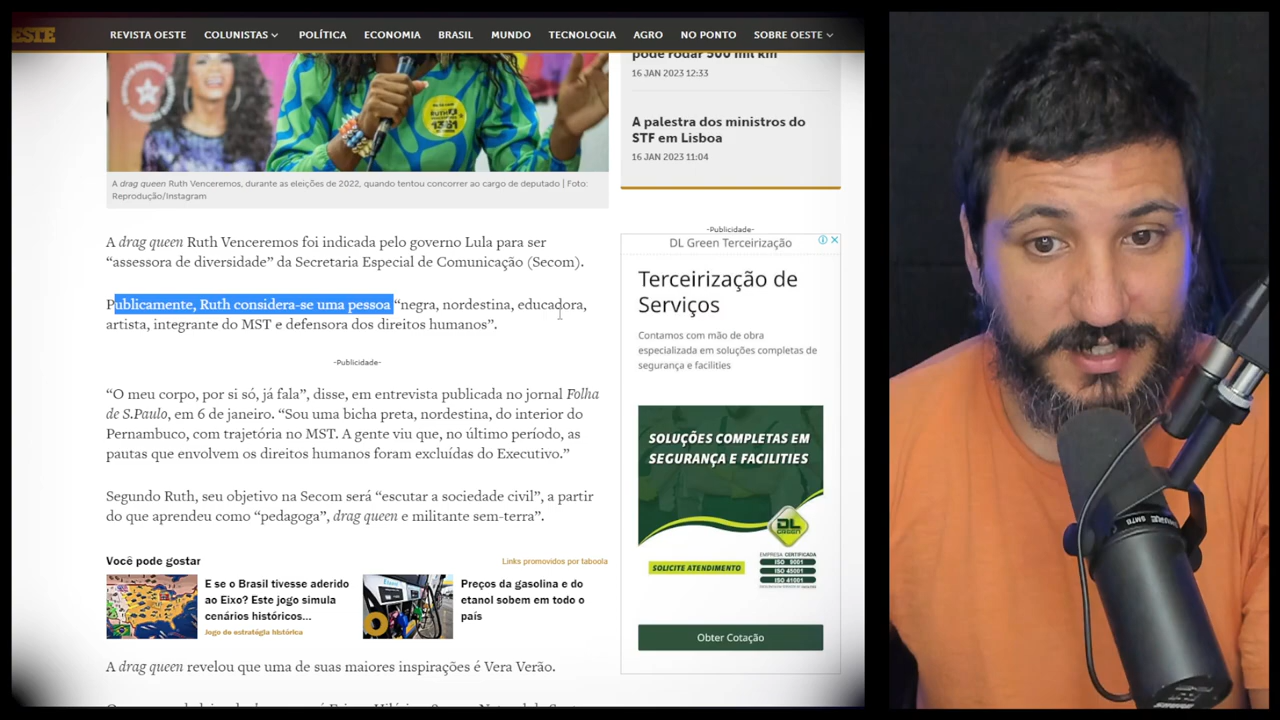 OESTE
REVISTA OESTE COLUNISTAS POLÍTICA ECONOMIA BRASIL MUNDO TECNOLOGIA AGRO NO PONTO SOBRE OESTE
pode rodar 500 mil km
16 JAN 2023 12:33
A palestra dos ministros do
STF em Lisboa
16 JAN 2023 11:04
A drag queen Ruth Venceremos, durante as eleições de 2022, quando tentou concorrer ao cargo de deputado | Foto:
Reprodução/Instagram
A drag queen Ruth Venceremos foi indicada pelo governo Lula para ser
“assessora de diversidade” da Secretaria Especial de Comunicação (Secom).
Publicamente, Ruth considera-se uma pessoa “negra, nordestina, educadora,
artista, integrante do MST e defensora dos direitos humanos”.
-Publicidade-
“O meu corpo, por si só, já fala”, disse, em entrevista publicada no jornal Folha
de S.Paulo, em 6 de janeiro. “Sou uma bicha preta, nordestina, do interior do
Pernambuco, com trajetória no MST. A gente viu que, no último período, as
pautas que envolvem os direitos humanos foram excluídas do Executivo.”
Segundo Ruth, seu objetivo na Secom será “escutar a sociedade civil”, a partir
do que aprendeu como “pedagoga”, drag queen e militante sem-terra”.
Você pode gostar
Links promovidos por taboola
E se o Brasil tivesse aderido
ao Eixo? Este jogo simula
cenários históricos...
Jogo de estratégia histórica
Preços da gasolina e do
etanol sobem em todo o
país
A drag queen revelou que uma de suas maiores inspirações é Vera Verão.
-Publicidade-
DL Green Terceirização
Terceirização de
Serviços
Contamos com mão de obra
especializada em soluções completas de
segurança e facilities
SOLUÇÕES COMPLETAS EM
SEGURANÇA E FACILITIES
DL
GREEN
EMPRESA CERTIFICADA
ISO 9001
ISO 45001
ISO 41001
SOLICITE ATENDIMENTO
Obter Cotação
SM7B